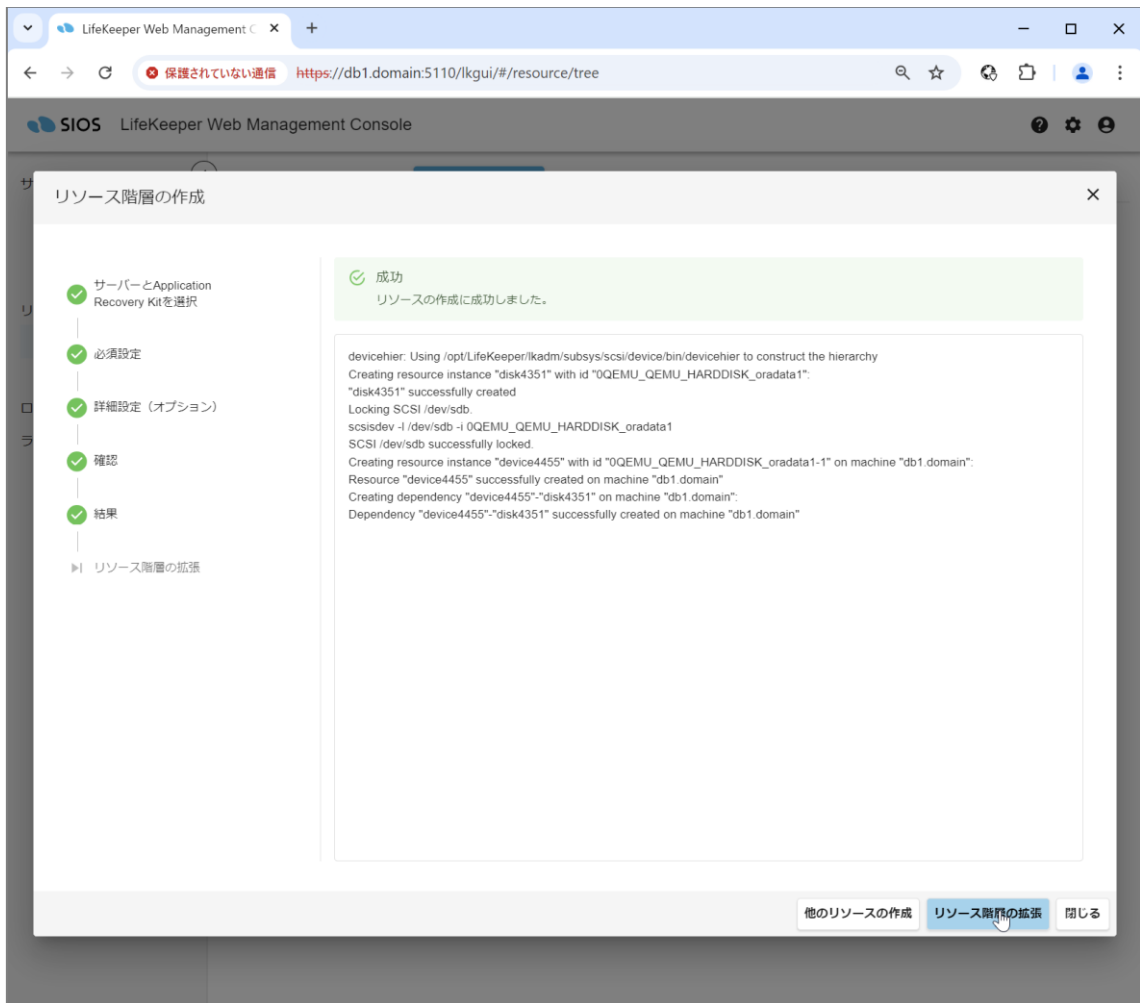 LifeKeeper Web Management C
保護されていない通信
https://db1.domain:5110/lkgui/#/resource/tree
SIOS LifeKeeper Web Management Console
サ
リソース階層の作成
リ
ロ
ラ
サーバーとApplication
Recovery Kitを選択
必須設定
詳細設定（オプション）
確認
結果
リソース階層の拡張
成功
リソースの作成に成功しました。
devicehier: Using /opt/LifeKeeper/lkadm/subsys/scsi/device/bin/devicehier to construct the hierarchy
Creating resource instance "disk4351" with id "0QEMU_QEMU_HARDDISK_oradata1":
"disk4351" successfully created
Locking SCSI /dev/sdb.
scsisdev -l /dev/sdb -i 0QEMU_QEMU_HARDDISK_oradata1
SCSI /dev/sdb successfully locked.
Creating resource instance "device4455" with id "0QEMU_QEMU_HARDDISK_oradata1-1" on machine "db1.domain":
Resource "device4455" successfully created on machine "db1.domain"
Creating dependency "device4455"-"disk4351" on machine "db1.domain":
Dependency "device4455"-"disk4351" successfully created on machine "db1.domain"
他のリソースの作成
リソース階層の拡張
閉じる